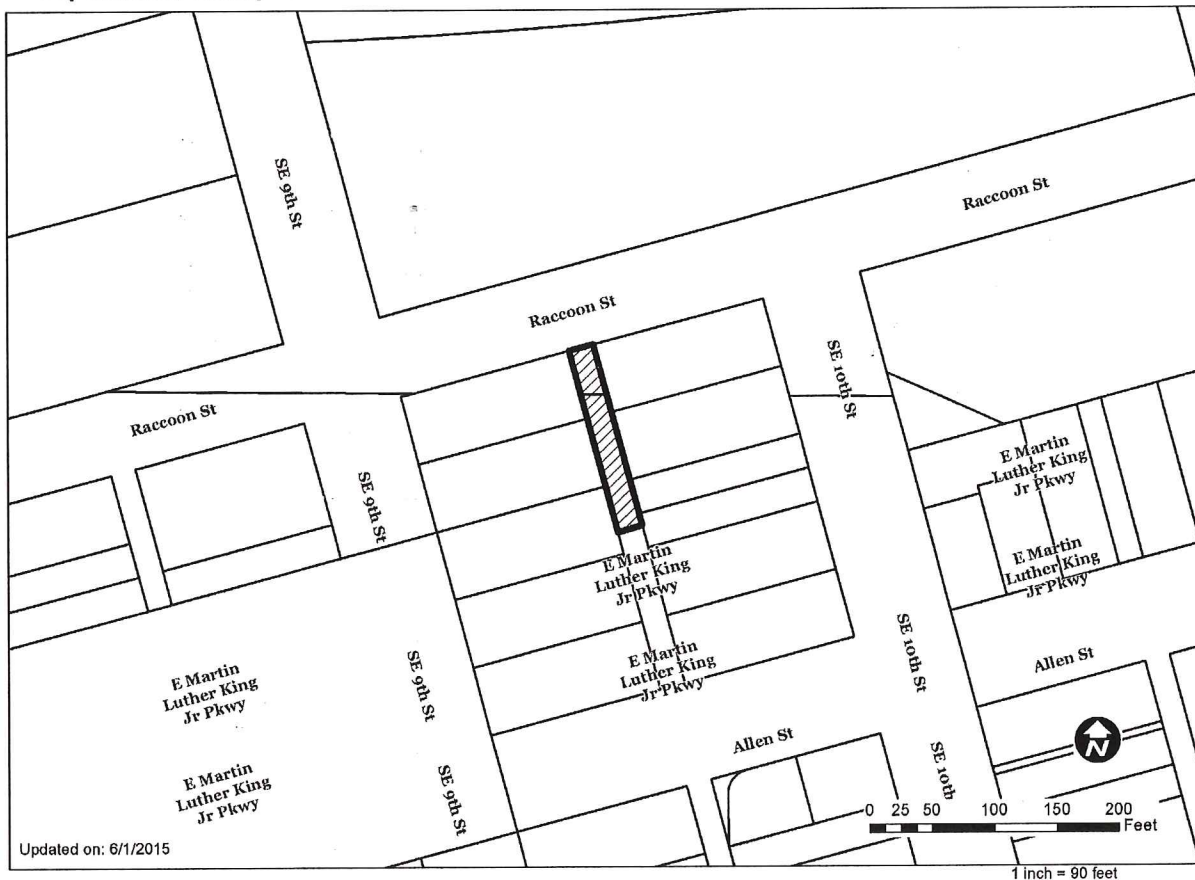 SE 9th St
Raccoon St
Raccoon St
SE 10th St
Raccoon St
SE 9th St
E Martin
Luther King
Jr Pkwy
E Martin
Luther King
Jr Pkwy
E Martin
Luther King
Jr Pkwy
E Martin
Luther King
Jr Pkwy
SE 9th St
SE 10th St
Allen St
E Martin
Luther King
Jr Pkwy
E Martin
Luther King
Jr Pkwy
SE 9th St
Allen St
SE 10th
N
0 25 50 100 150 200
Feet
Updated on: 6/1/2015
1 inch = 90 feet